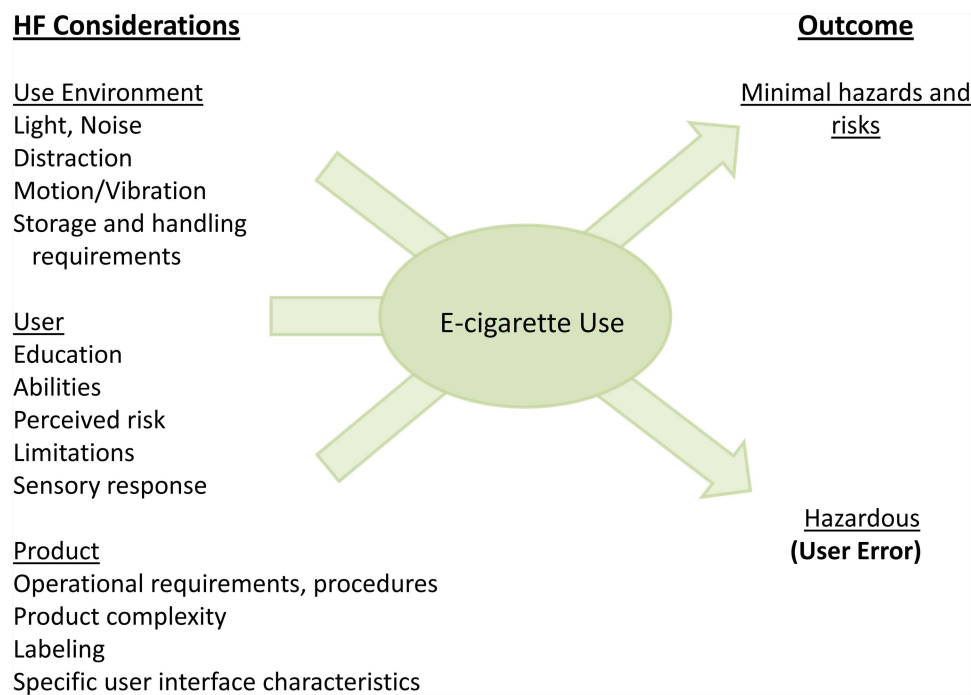 HF Considerations
Use Environment
Light, Noise
Distraction
Motion/Vibration
Storage and handling
requirements
User
Education
Abilities
Perceived risk
Limitations
Sensory response
Product
Operational requirements, procedures
Product complexity
Labeling
Specific user interface characteristics
E-cigarette Use
Outcome
Minimal hazards and
risks
Hazardous
(User Error)